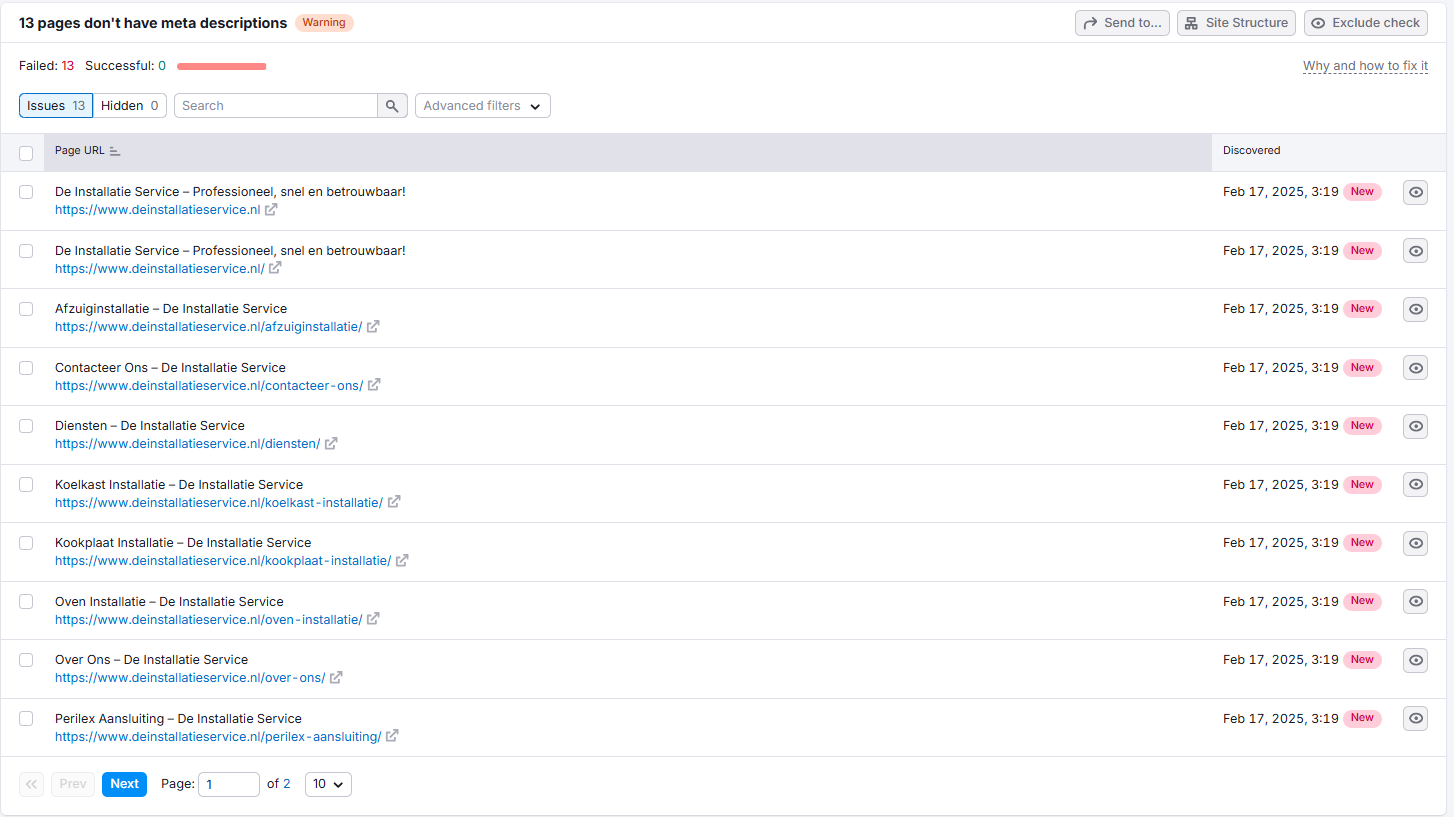 13 pages don't have meta descriptions Warning Send to... Site Structure Exclude check
Failed: 13 Successful: 0 Why and how to fix it
Issues 13 Hidden 0 Search Advanced filters
Page URL Discovered
De Installatie Service – Professioneel, snel en betrouwbaar! Feb 17, 2025, 3:19 New
https://www.deinstallatieservice.nl
De Installatie Service – Professioneel, snel en betrouwbaar! Feb 17, 2025, 3:19 New
https://www.deinstallatieservice.nl/
Afzuiginstallatie – De Installatie Service Feb 17, 2025, 3:19 New
https://www.deinstallatieservice.nl/afzuiginstallatie/
Contacteer Ons – De Installatie Service Feb 17, 2025, 3:19 New
https://www.deinstallatieservice.nl/contacteer-ons/
Diensten – De Installatie Service Feb 17, 2025, 3:19 New
https://www.deinstallatieservice.nl/diensten/
Koelkast Installatie – De Installatie Service Feb 17, 2025, 3:19 New
https://www.deinstallatieservice.nl/koelkast-installatie/
Kookplaat Installatie – De Installatie Service Feb 17, 2025, 3:19 New
https://www.deinstallatieservice.nl/kookplaat-installatie/
Oven Installatie – De Installatie Service Feb 17, 2025, 3:19 New
https://www.deinstallatieservice.nl/oven-installatie/
Over Ons – De Installatie Service Feb 17, 2025, 3:19 New
https://www.deinstallatieservice.nl/over-ons/
Perilex Aansluiting – De Installatie Service Feb 17, 2025, 3:19 New
https://www.deinstallatieservice.nl/perilex-aansluiting/
Prev Next Page: 1 of 2 10